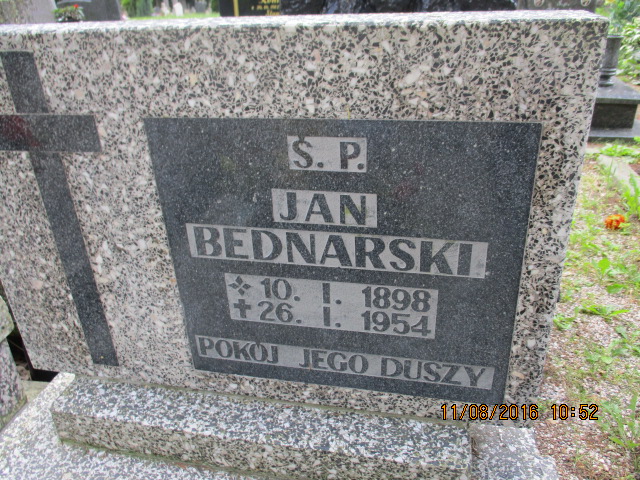 Ś. P.
JAN
BEDNARSKI
10. I. 1898
26. I. 1954
POKÓJ JEGO DUSZY
11/08/2016 10:52